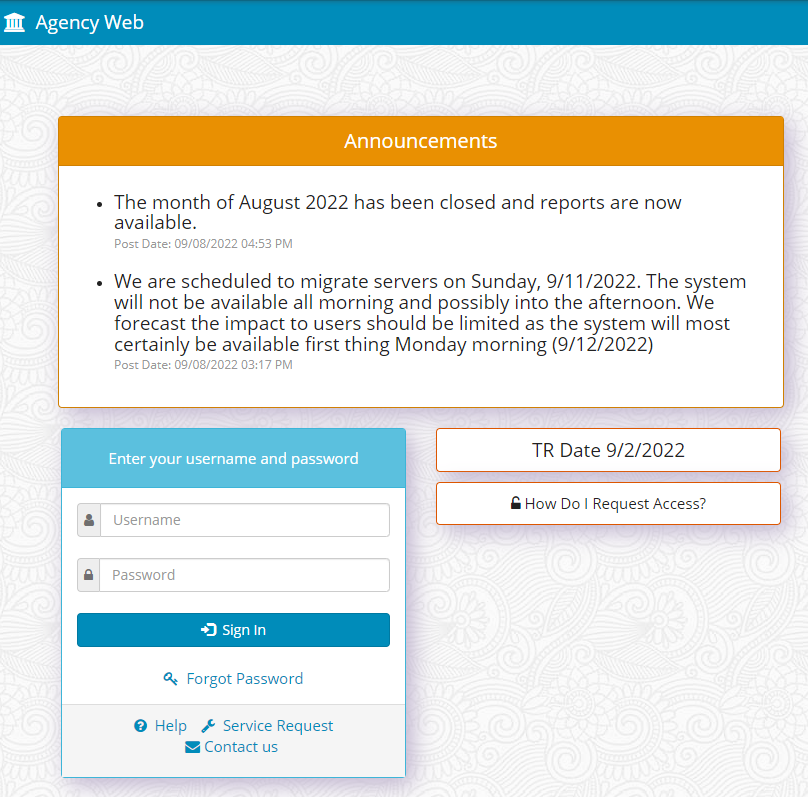 Agency Web
Announcements
The month of August 2022 has been closed and reports are now
available.
Post Date: 09/08/2022 04:53 PM
We are scheduled to migrate servers on Sunday, 9/11/2022. The system
will not be available all morning and possibly into the afternoon. We
forecast the impact to users should be limited as the system will most
certainly be available first thing Monday morning (9/12/2022)
Post Date: 09/08/2022 03:17 PM
Enter your username and password
Username
Password
Sign In
Forgot Password
Help Service Request
Contact us
TR Date 9/2/2022
How Do I Request Access?